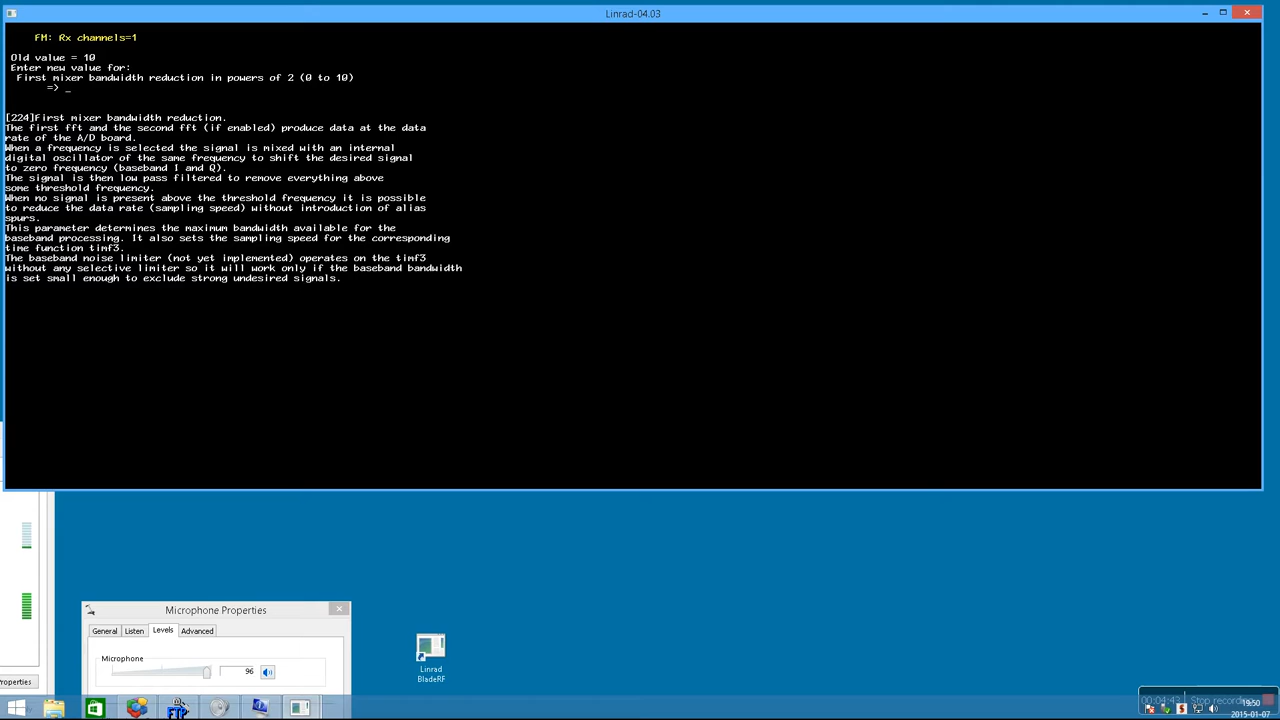 Linrad-04.03
FM: Rx channels=1
Old value = 10
Enter new value for:
First mixer bandwidth reduction in powers of 2 (0 to 10)
=> _
[224]First mixer bandwidth reduction.
The first fft and the second fft (if enabled) produce data at the data
rate of the A/D board.
When a frequency is selected the signal is mixed with an internal
digital oscillator of the same frequency to shift the desired signal
to zero frequency (baseband I and Q).
The signal is then low pass filtered to remove everything above
some threshold frequency.
When no signal is present above the threshold frequency it is possible
to reduce the data rate (sampling speed) without introduction of alias
spurs.
This parameter determines the maximum bandwidth available for the
baseband processing. It also sets the sampling speed for the corresponding
time function timf3.
The baseband noise limiter (not yet implemented) operates on the timf3
without any selective limiter so it will work only if the baseband bandwidth
is set small enough to exclude strong undesired signals.
Microphone Properties
General Listen Levels Advanced
Microphone
96
Properties
Linrad
BladeRF
FTP
00:04:43 Stop recording
19:50
2015-01-07